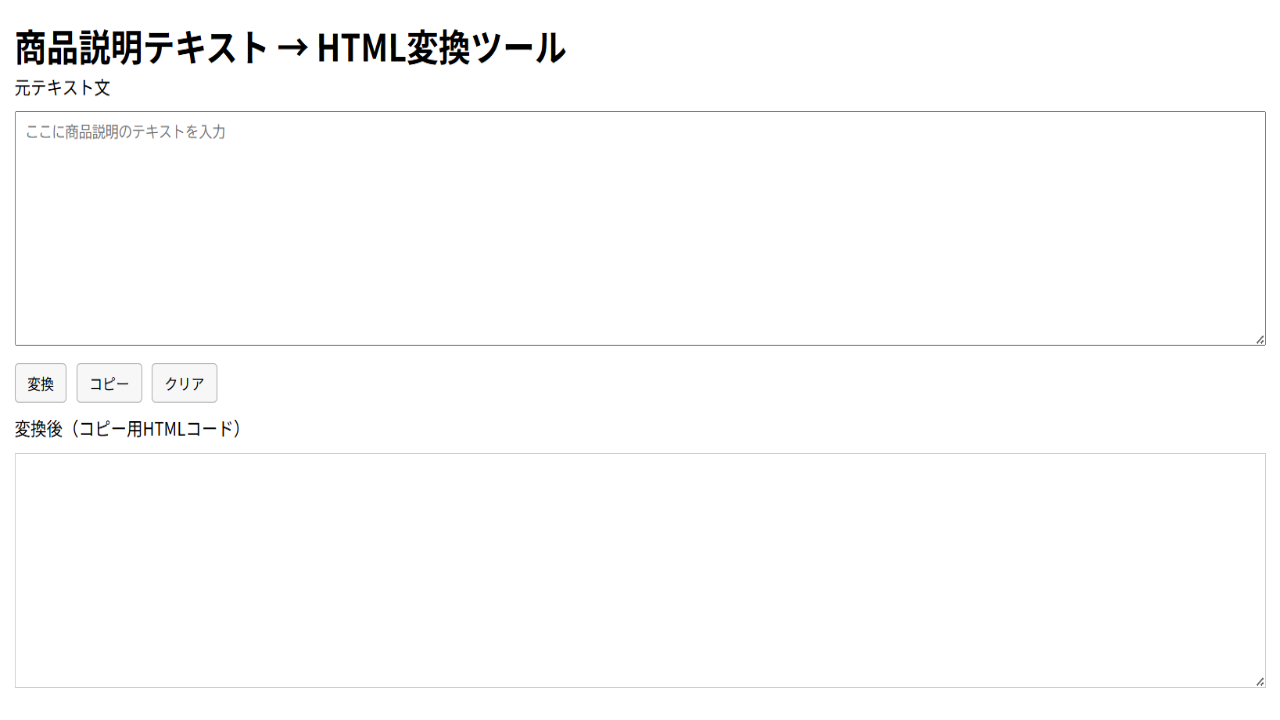 商品説明テキスト → HTML変換ツール
元テキスト文
ここに商品説明のテキストを入力
変換 コピー クリア
変換後（コピー用HTMLコード）